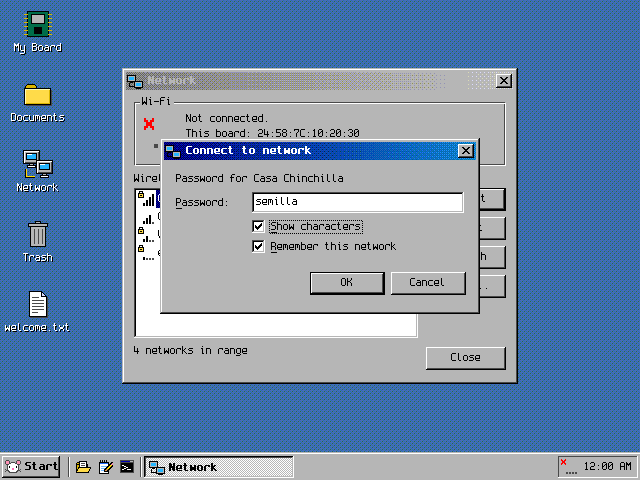 My Board
Documents
Network
Trash
welcome.txt
Network
Wi-Fi
Not connected.
This board: 24:58:7C:10:20:30
Connect to network
Password for Casa Chinchilla
Password: semilla
Show characters
Remember this network
OK
Cancel
4 networks in range
Close
Start
Network
12:00 AM